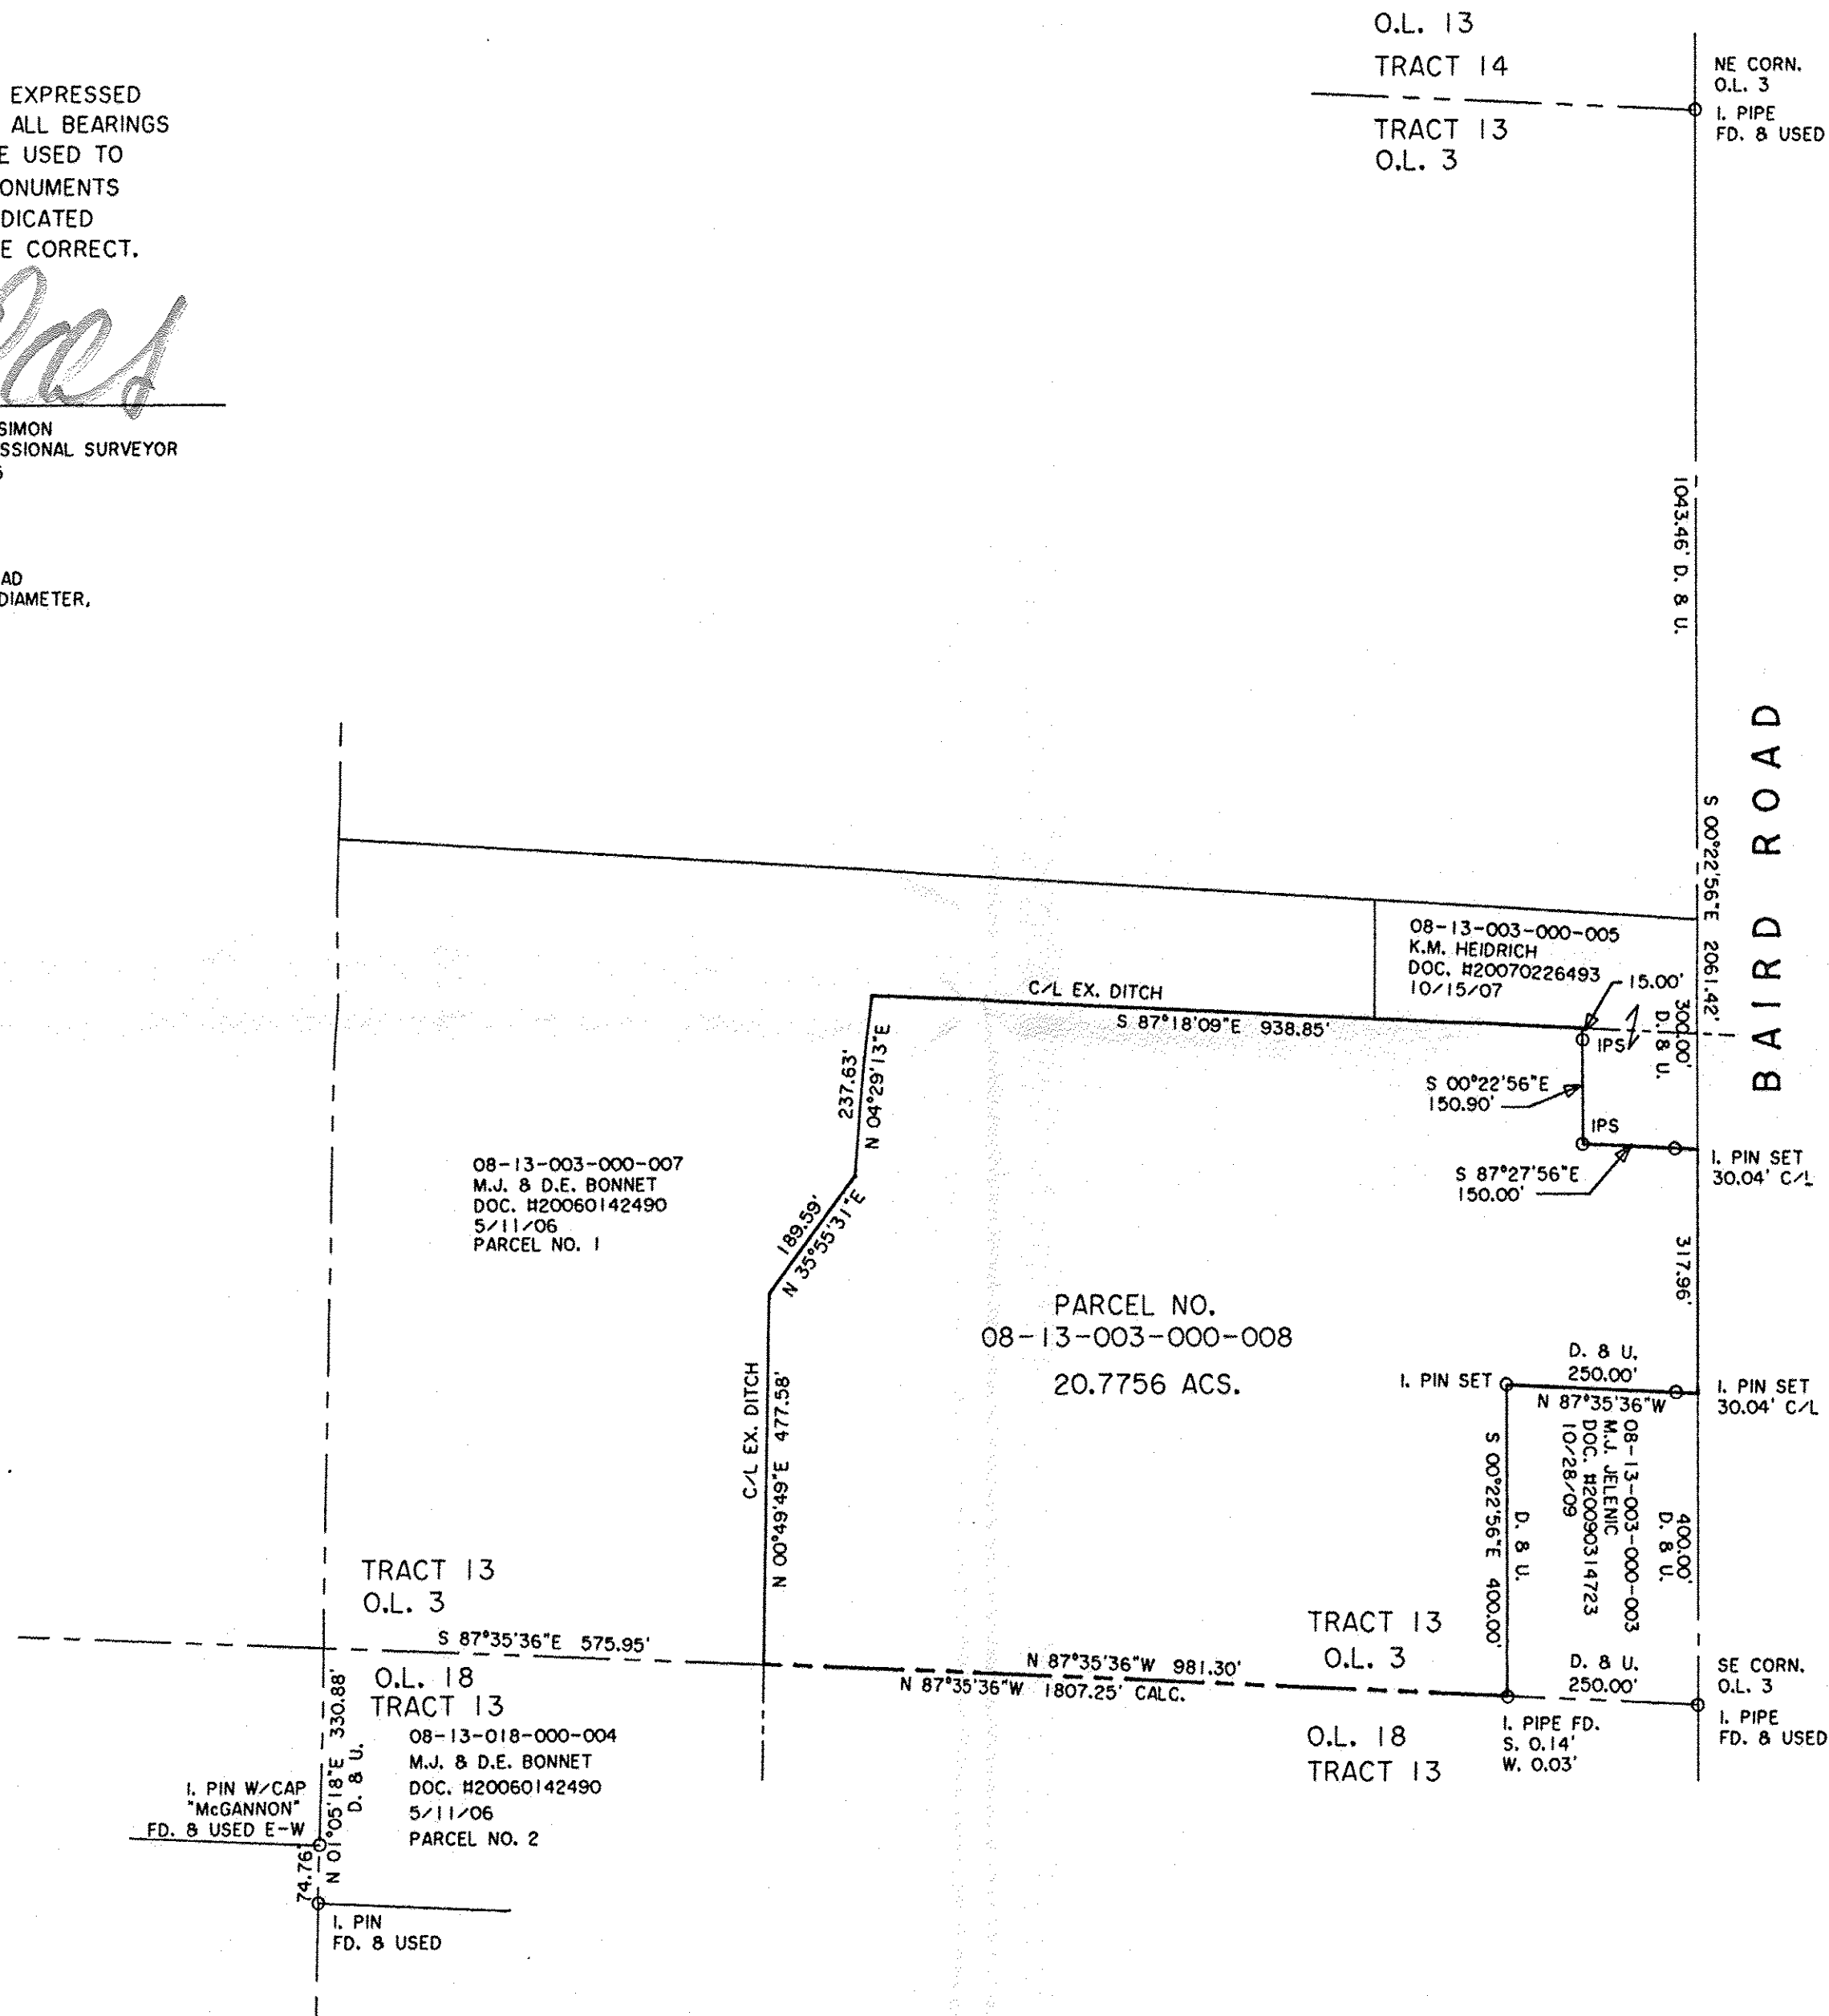 EXPRESSED
ALL BEARINGS
E USED TO
ONUMENTS
DICATED
E CORRECT.
SIMON
SSIONAL SURVEYOR
AD
DIAMETER,
O.L. 13
TRACT 14
TRACT 13
O.L. 3
NE CORN.
O.L. 3
I. PIPE
FD. & USED
1043.46' D. & U.
BAIRD ROAD
S 00°22'56"E 2061.42'
08-13-003-000-005
K.M. HEIDRICH
DOC. #20070226493
10/15/07
15.00'
300.00'
D. & U.
C/L EX. DITCH
S 87°18'09"E 938.85'
IPS
S 00°22'56"E
150.90'
IPS
S 87°27'56"E
150.00'
I. PIN SET
30.04' C/L
237.63'
N 04°29'13"E
08-13-003-000-007
M.J. & D.E. BONNET
DOC. #20060142490
5/11/06
PARCEL NO. 1
189.59'
N 35°55'31"E
317.96'
PARCEL NO.
08-13-003-000-008
20.7756 ACS.
D. & U.
250.00'
I. PIN SET
N 87°35'36"W
I. PIN SET
30.04' C/L
C/L EX. DITCH
N 00°49'49"E 477.58'
S 00°22'56"E 400.00'
D. & U.
08-13-003-000-003
M.J. JELENIC
DOC. #20090314723
10/28/09
400.00'
D. & U.
TRACT 13
O.L. 3
S 87°35'36"E 575.95'
O.L. 18
TRACT 13
08-13-018-000-004
M.J. & D.E. BONNET
DOC. #20060142490
5/11/06
PARCEL NO. 2
N 87°35'36"W 981.30'
N 87°35'36"W 1807.25' CALC.
TRACT 13
O.L. 3
O.L. 18
TRACT 13
D. & U.
250.00'
SE CORN.
O.L. 3
I. PIPE
FD. & USED
I. PIPE FD.
S. 0.14'
W. 0.03'
N 01°05'18"E 330.88'
D. & U.
I. PIN W/CAP
"McGANNON"
FD. & USED E-W
74.76'
I. PIN
FD. & USED